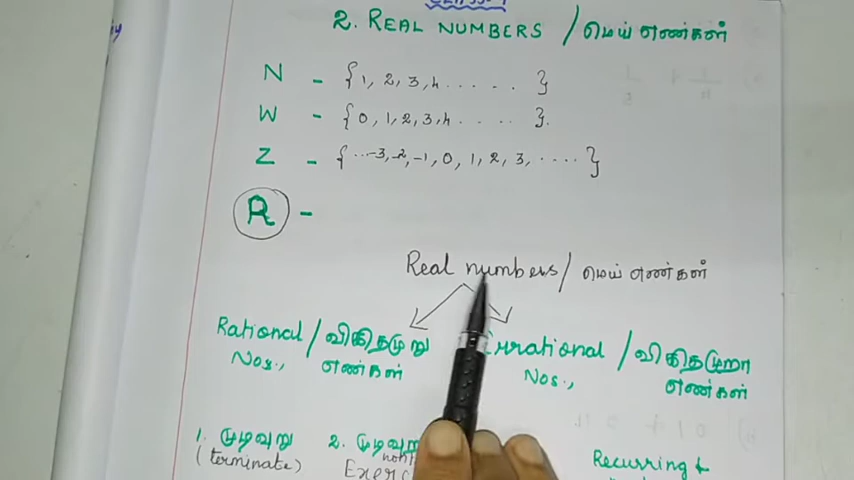 2. REAL NUMBERS / மெய் எண்கள்
N - {1, 2, 3, 4 ...... }
W - {0, 1, 2, 3, 4 ..... }.
Z - {...-3, -2, -1, 0, 1, 2, 3, ..... }
R -
Real numbers / மெய் எண்கள்
Rational / விகிதமுறு Irrational / விகிதமுறா
Nos., எண்கள் Nos., எண்கள்
1. முடிவுறு 2.
(terminate)
Recurring +